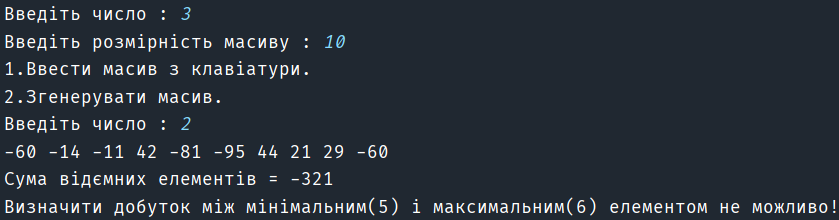 Введіть число : 3
Введіть розмірність масиву : 10
1.Ввести масив з клавіатури.
2.Згенерувати масив.
Введіть число : 2
-60 -14 -11 42 -81 -95 44 21 29 -60
Сума відємних елементів = -321
Визначити добуток між мінімальним(5) і максимальним(6) елементом не можливо!